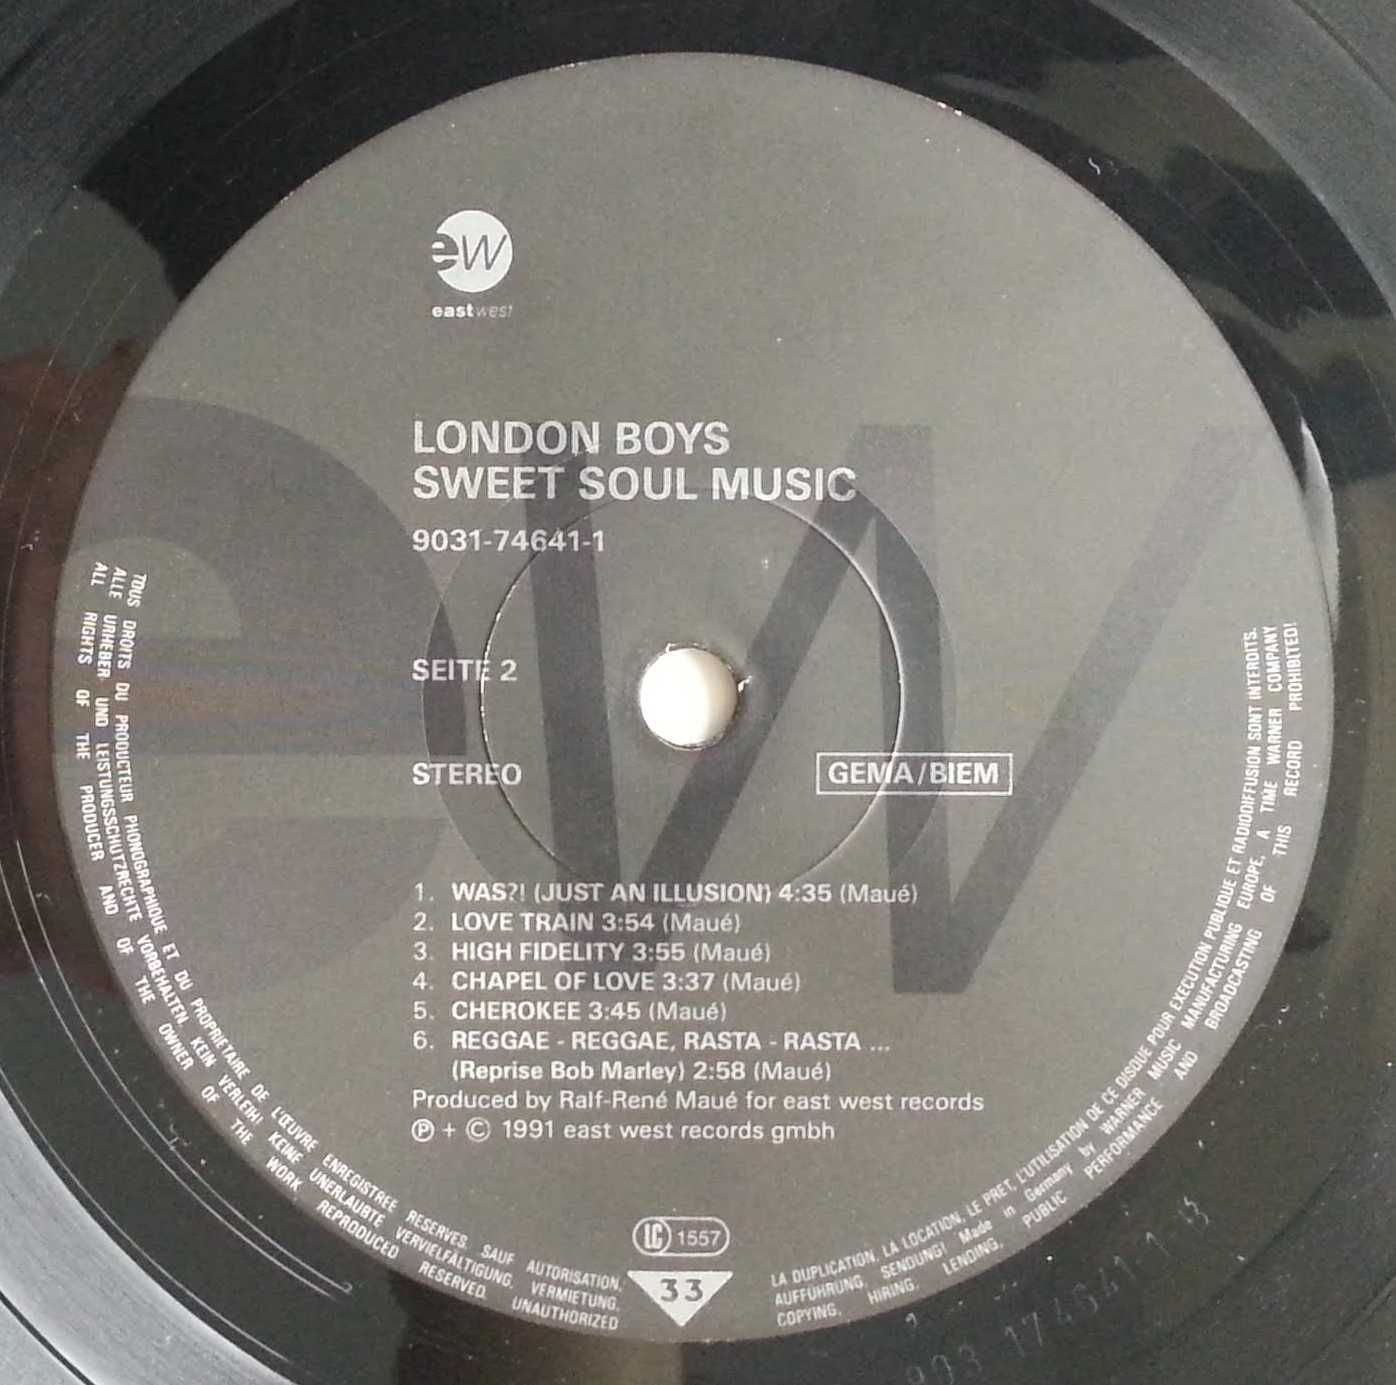 ew
eastwest
LONDON BOYS
SWEET SOUL MUSIC
9031-74641-1
SEITE 2
STEREO
GEMA/BIEM
1. WAS?! (JUST AN ILLUSION) 4:35 (Maué)
2. LOVE TRAIN 3:54 (Maué)
3. HIGH FIDELITY 3:55 (Maué)
4. CHAPEL OF LOVE 3:37 (Maué)
5. CHEROKEE 3:45 (Maué)
6. REGGAE - REGGAE, RASTA - RASTA ...
(Reprise Bob Marley) 2:58 (Maué)
Produced by Ralf-René Maué for east west records
Ⓟ + © 1991 east west records gmbh
LC 1557
33
TOUS DROITS DU PRODUCTEUR PHONOGRAPHIQUE ET DU PROPRIETAIRE DE L'ŒUVRE ENREGISTREE RESERVES. SAUF AUTORISATION, LA DUPLICATION, LA LOCATION, LE PRET, L'UTILISATION DE CE DISQUE POUR EXECUTION PUBLIQUE ET RADIODIFFUSION SONT INTERDITS.
ALLE URHEBER- UND LEISTUNGSSCHUTZRECHTE VORBEHALTEN. KEIN VERLEIH! KEINE UNERLAUBTE VERVIELFÄLTIGUNG, VERMIETUNG, AUFFÜHRUNG, SENDUNG! Made in Germany by WARNER MUSIC MANUFACTURING EUROPE, A TIME WARNER COMPANY
ALL RIGHTS OF THE PRODUCER AND OF THE OWNER OF THE WORK REPRODUCED RESERVED. UNAUTHORIZED COPYING, HIRING, LENDING, PUBLIC PERFORMANCE AND BROADCASTING OF THIS RECORD PROHIBITED!